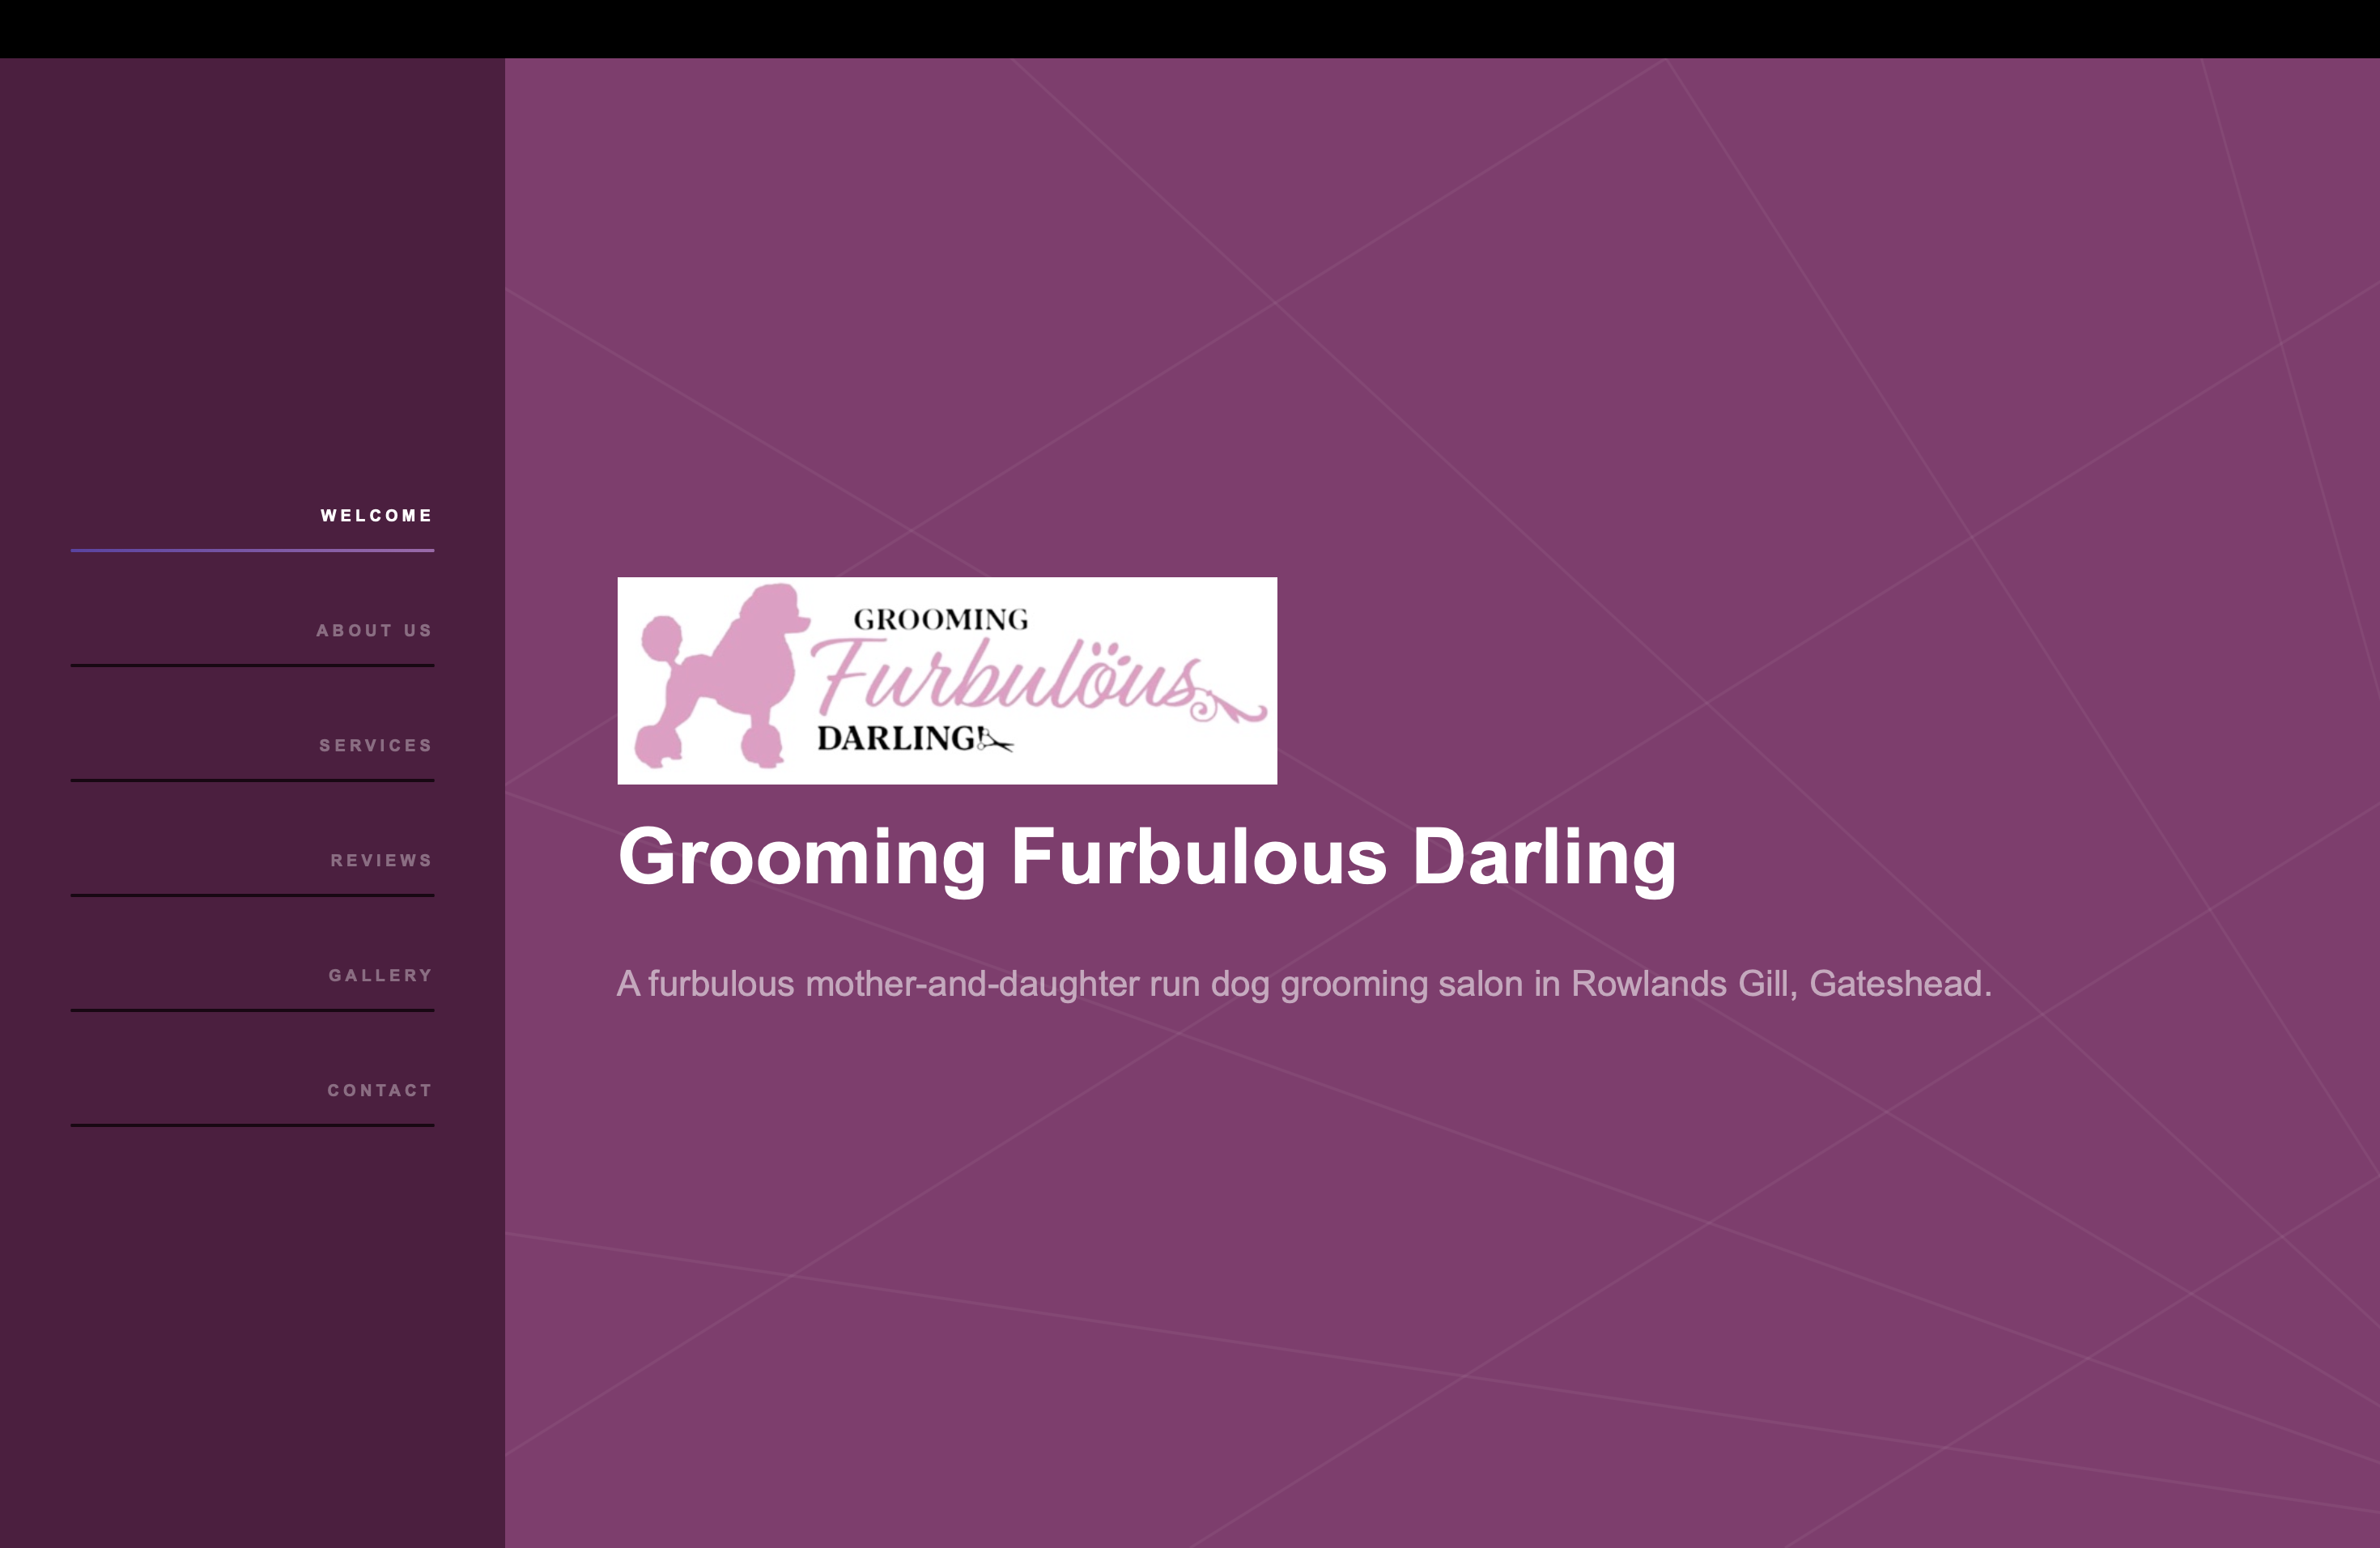 WELCOME
ABOUT US
SERVICES
REVIEWS
GALLERY
CONTACT
GROOMING
Furbulöus
DARLING!
Grooming Furbulous Darling
A furbulous mother-and-daughter run dog grooming salon in Rowlands Gill, Gateshead.